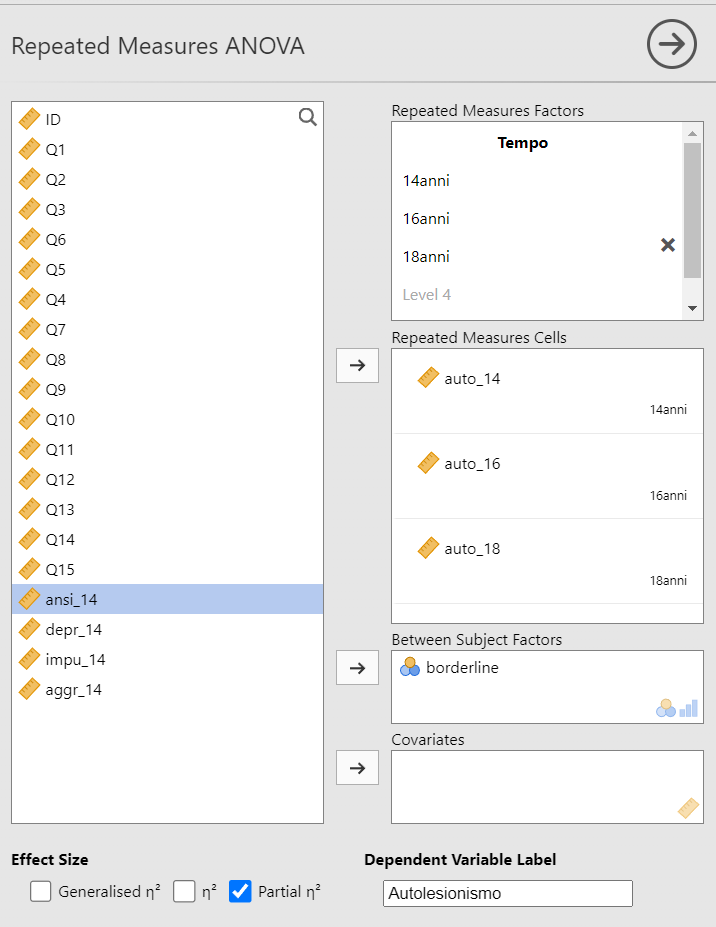 Repeated Measures ANOVA
ID
Q1
Q2
Q3
Q6
Q5
Q4
Q7
Q8
Q9
Q10
Q11
Q12
Q13
Q14
Q15
ansi_14
depr_14
impu_14
aggr_14
Repeated Measures Factors
Tempo
14anni
16anni
18anni
Level 4
Repeated Measures Cells
auto_14
14anni
auto_16
16anni
auto_18
18anni
Between Subject Factors
borderline
Covariates
Effect Size
Generalised η² η² Partial η²
Dependent Variable Label
Autolesionismo